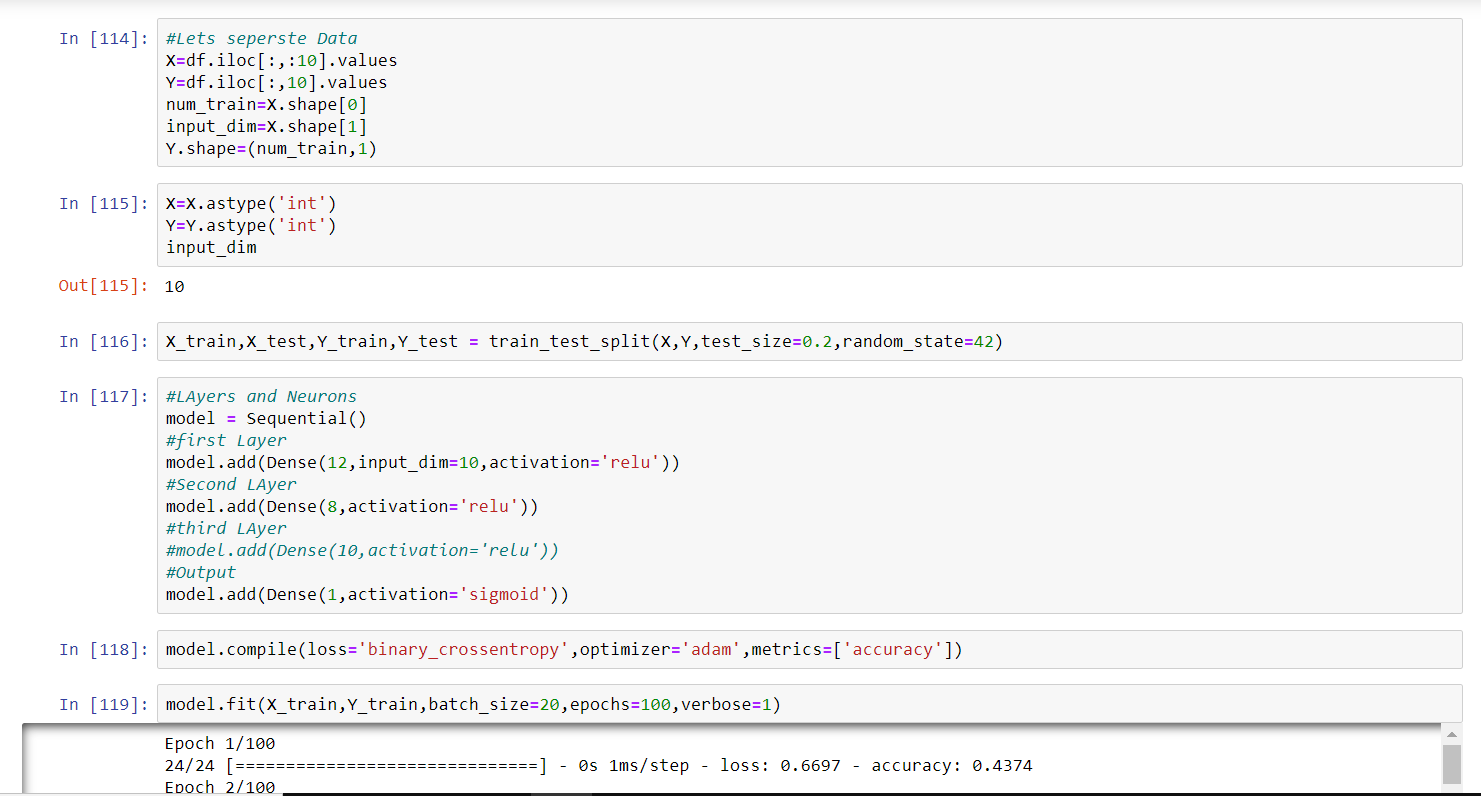 In [114]: #Lets seperste Data
X=df.iloc[:,:10].values
Y=df.iloc[:,10].values
num_train=X.shape[0]
input_dim=X.shape[1]
Y.shape=(num_train,1)
In [115]: X=X.astype('int')
Y=Y.astype('int')
input_dim
Out[115]: 10
In [116]: X_train,X_test,Y_train,Y_test = train_test_split(X,Y,test_size=0.2,random_state=42)
In [117]: #LAyers and Neurons
model = Sequential()
#first Layer
model.add(Dense(12,input_dim=10,activation='relu'))
#Second LAyer
model.add(Dense(8,activation='relu'))
#third LAyer
#model.add(Dense(10,activation='relu'))
#Output
model.add(Dense(1,activation='sigmoid'))
In [118]: model.compile(loss='binary_crossentropy',optimizer='adam',metrics=['accuracy'])
In [119]: model.fit(X_train,Y_train,batch_size=20,epochs=100,verbose=1)
Epoch 1/100
24/24 [==============================] - 0s 1ms/step - loss: 0.6697 - accuracy: 0.4374
Epoch 2/100